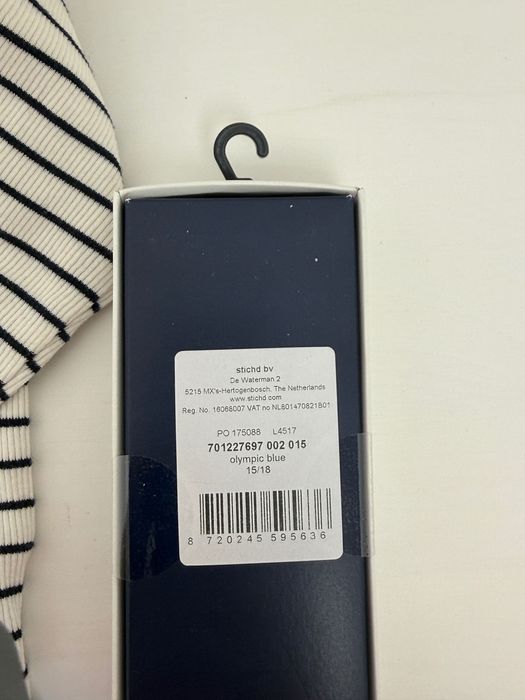 stichd bv
De Waterman 2
5215 MX's-Hertogenbosch, The Netherlands
www.stichd.com
Reg. No. 16068007 VAT no NL801470821B01
PO 175088 L4517
701227697 002 015
olympic blue
15/18
8 720245 595636